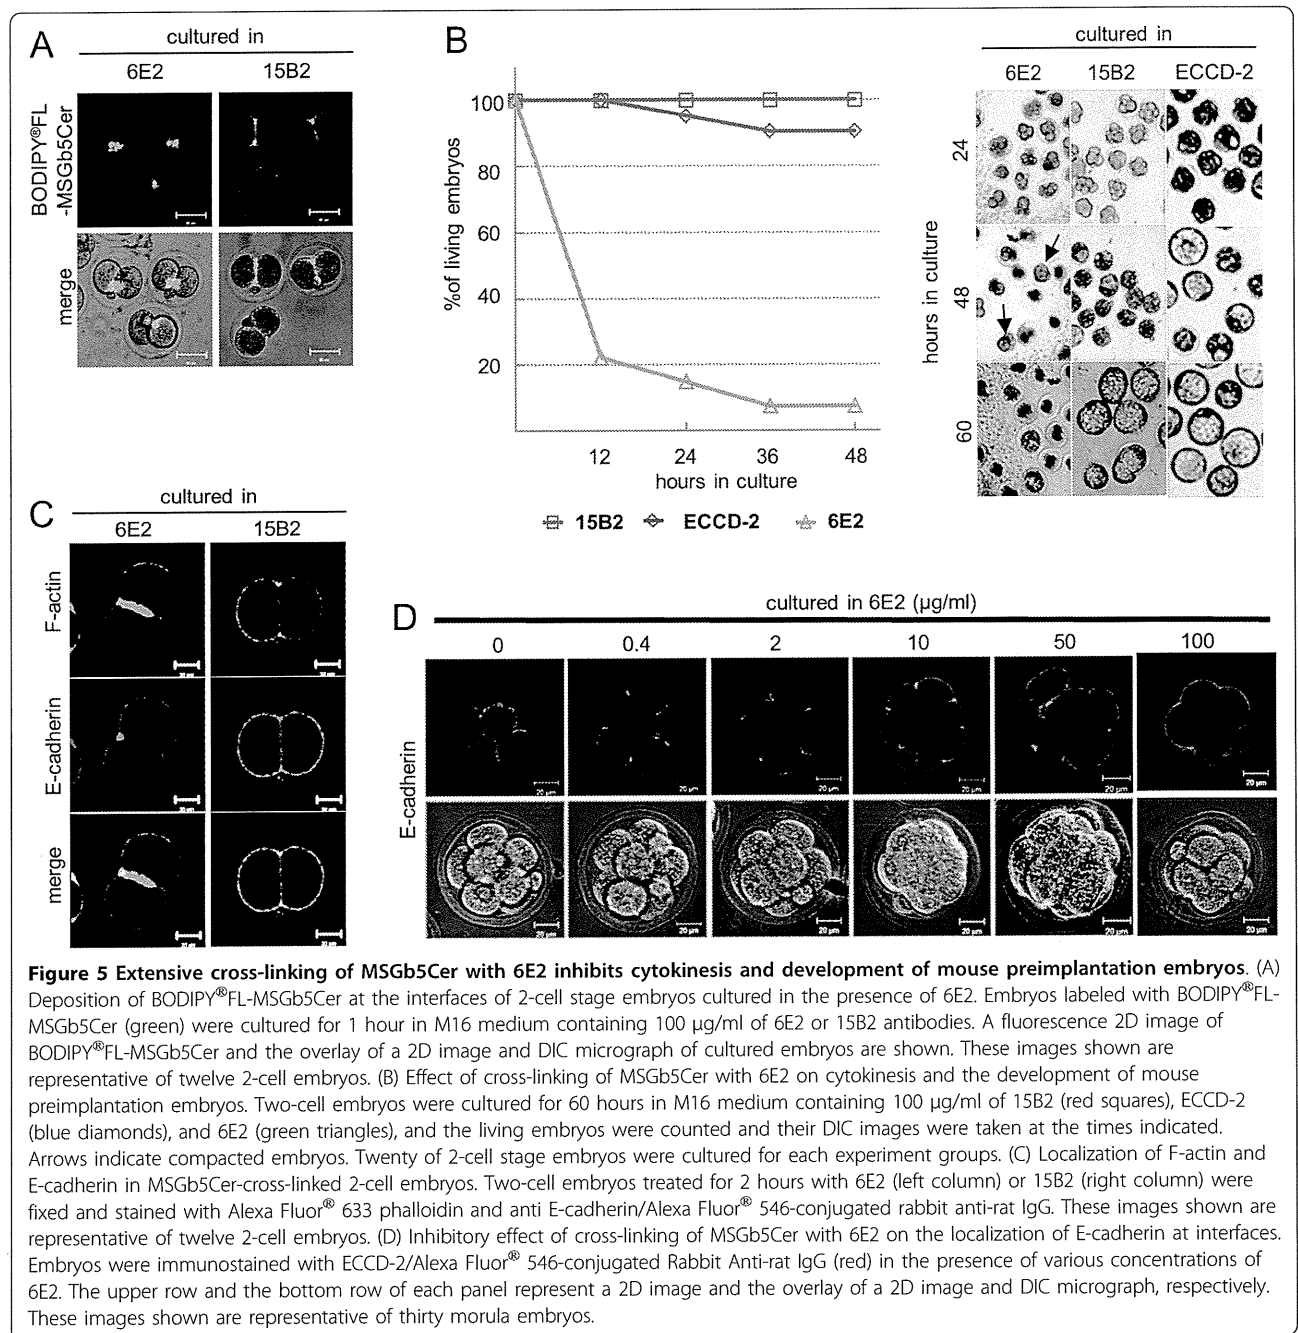 A
cultured in
6E2
15B2
BODIPY®FL
-MSGb5Cer
merge
B
100
80
60
40
20
%of living embryos
12
24
36
48
hours in culture
15B2
ECCD-2
6E2
cultured in
6E2
15B2
ECCD-2
hours in culture
24
48
60
C
cultured in
6E2
15B2
F-actin
E-cadherin
merge
D
cultured in 6E2 (µg/ml)
0
0.4
2
10
50
100
E-cadherin
20 µm
20 µm
20 µm
20 µm
20 µm
20 µm
20 µm
20 µm
20 µm
20 µm
20 µm
20 µm
Figure 5 Extensive cross-linking of MSGb5Cer with 6E2 inhibits cytokinesis and development of mouse preimplantation embryos. (A)
Deposition of BODIPY®FL-MSGb5Cer at the interfaces of 2-cell stage embryos cultured in the presence of 6E2. Embryos labeled with BODIPY®FL-
MSGb5Cer (green) were cultured for 1 hour in M16 medium containing 100 µg/ml of 6E2 or 15B2 antibodies. A fluorescence 2D image of
BODIPY®FL-MSGb5Cer and the overlay of a 2D image and DIC micrograph of cultured embryos are shown. These images shown are
representative of twelve 2-cell embryos. (B) Effect of cross-linking of MSGb5Cer with 6E2 on cytokinesis and the development of mouse
preimplantation embryos. Two-cell embryos were cultured for 60 hours in M16 medium containing 100 µg/ml of 15B2 (red squares), ECCD-2
(blue diamonds), and 6E2 (green triangles), and the living embryos were counted and their DIC images were taken at the times indicated.
Arrows indicate compacted embryos. Twenty of 2-cell stage embryos were cultured for each experiment groups. (C) Localization of F-actin and
E-cadherin in MSGb5Cer-cross-linked 2-cell embryos. Two-cell embryos treated for 2 hours with 6E2 (left column) or 15B2 (right column) were
fixed and stained with Alexa Fluor® 633 phalloidin and anti E-cadherin/Alexa Fluor® 546-conjugated rabbit anti-rat IgG. These images shown are
representative of twelve 2-cell embryos. (D) Inhibitory effect of cross-linking of MSGb5Cer with 6E2 on the localization of E-cadherin at interfaces.
Embryos were immunostained with ECCD-2/Alexa Fluor® 546-conjugated Rabbit Anti-rat IgG (red) in the presence of various concentrations of
6E2. The upper row and the bottom row of each panel represent a 2D image and the overlay of a 2D image and DIC micrograph, respectively.
These images shown are representative of thirty morula embryos.